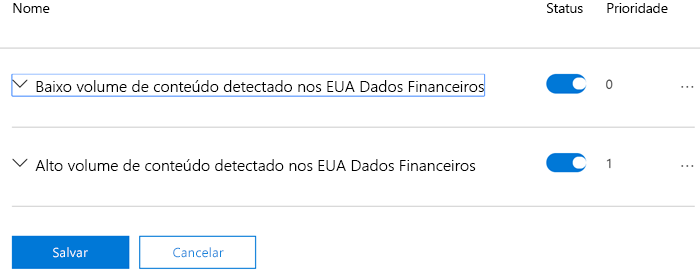 Nome Status Prioridade
Baixo volume de conteúdo detectado nos EUA Dados Financeiros 0 ...
Alto volume de conteúdo detectado nos EUA Dados Financeiros 1 ...
Salvar Cancelar